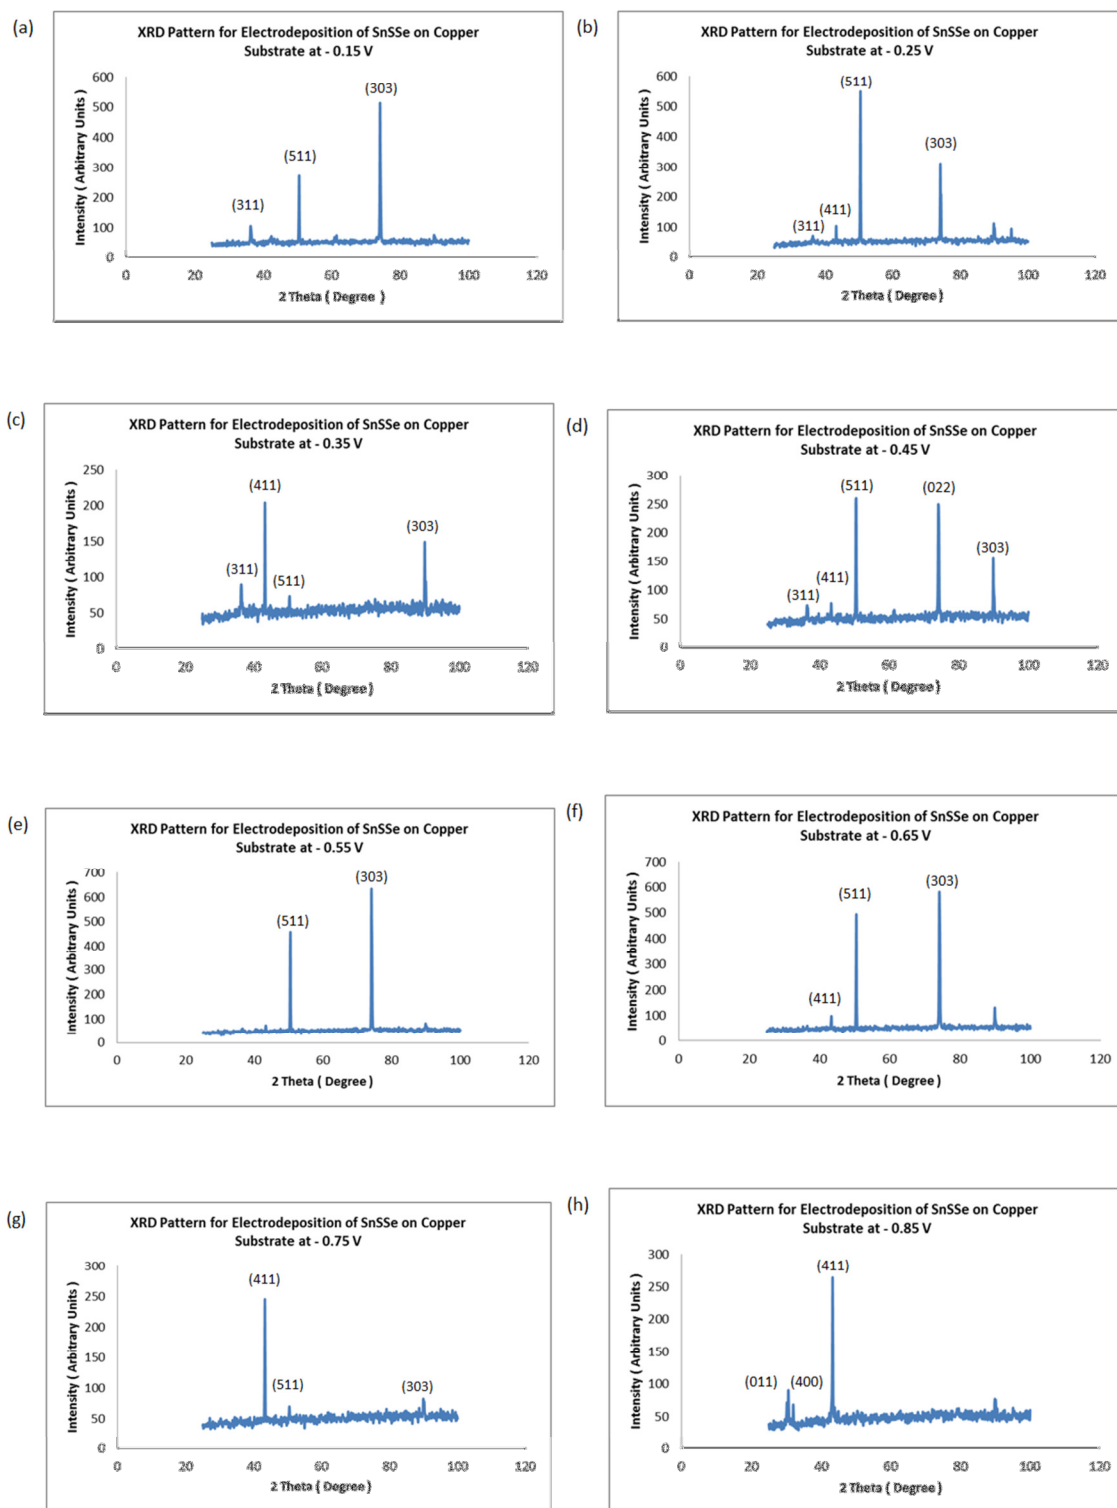 (a)
XRD Pattern for Electrodeposition of SnSSe on Copper
Substrate at - 0.15 V
Intensity ( Arbitrary Units )
600
500
400
300
200
100
0
(311)
(511)
(303)
0 20 40 60 80 100 120
2 Theta ( Degree )
(b)
XRD Pattern for Electrodeposition of SnSSe on Copper
Substrate at - 0.25 V
Intensity ( Arbitrary Units )
600
500
400
300
200
100
0
(311)
(411)
(511)
(303)
0 20 40 60 80 100 120
2 Theta ( Degree )
(c)
XRD Pattern for Electrodeposition of SnSSe on Copper
Substrate at - 0.35 V
Intensity ( Arbitrary Units )
250
200
150
100
50
0
(311)
(411)
(511)
(303)
0 20 40 60 80 100 120
2 Theta ( Degree )
(d)
XRD Pattern for Electrodeposition of SnSSe on Copper
Substrate at - 0.45 V
Intensity ( Arbitrary Units )
300
250
200
150
100
50
0
(311)
(411)
(511)
(022)
(303)
0 20 40 60 80 100 120
2 Theta ( Degree )
(e)
XRD Pattern for Electrodeposition of SnSSe on Copper
Substrate at - 0.55 V
Intensity ( Arbitrary Units )
700
600
500
400
300
200
100
0
(511)
(303)
0 20 40 60 80 100 120
2 Theta ( Degree )
(f)
XRD Pattern for Electrodeposition of SnSSe on Copper
Substrate at - 0.65 V
Intensity ( Arbitrary Units )
700
600
500
400
300
200
100
0
(411)
(511)
(303)
0 20 40 60 80 100 120
2 Theta ( Degree )
(g)
XRD Pattern for Electrodeposition of SnSSe on Copper
Substrate at - 0.75 V
Intensity ( Arbitrary Units )
300
250
200
150
100
50
0
(411)
(511)
(303)
0 20 40 60 80 100 120
2 Theta ( Degree )
(h)
XRD Pattern for Electrodeposition of SnSSe on Copper
Substrate at - 0.85 V
Intensity ( Arbitrary Units )
300
250
200
150
100
50
0
(011)
(400)
(411)
0 20 40 60 80 100 120
2 Theta ( Degree )